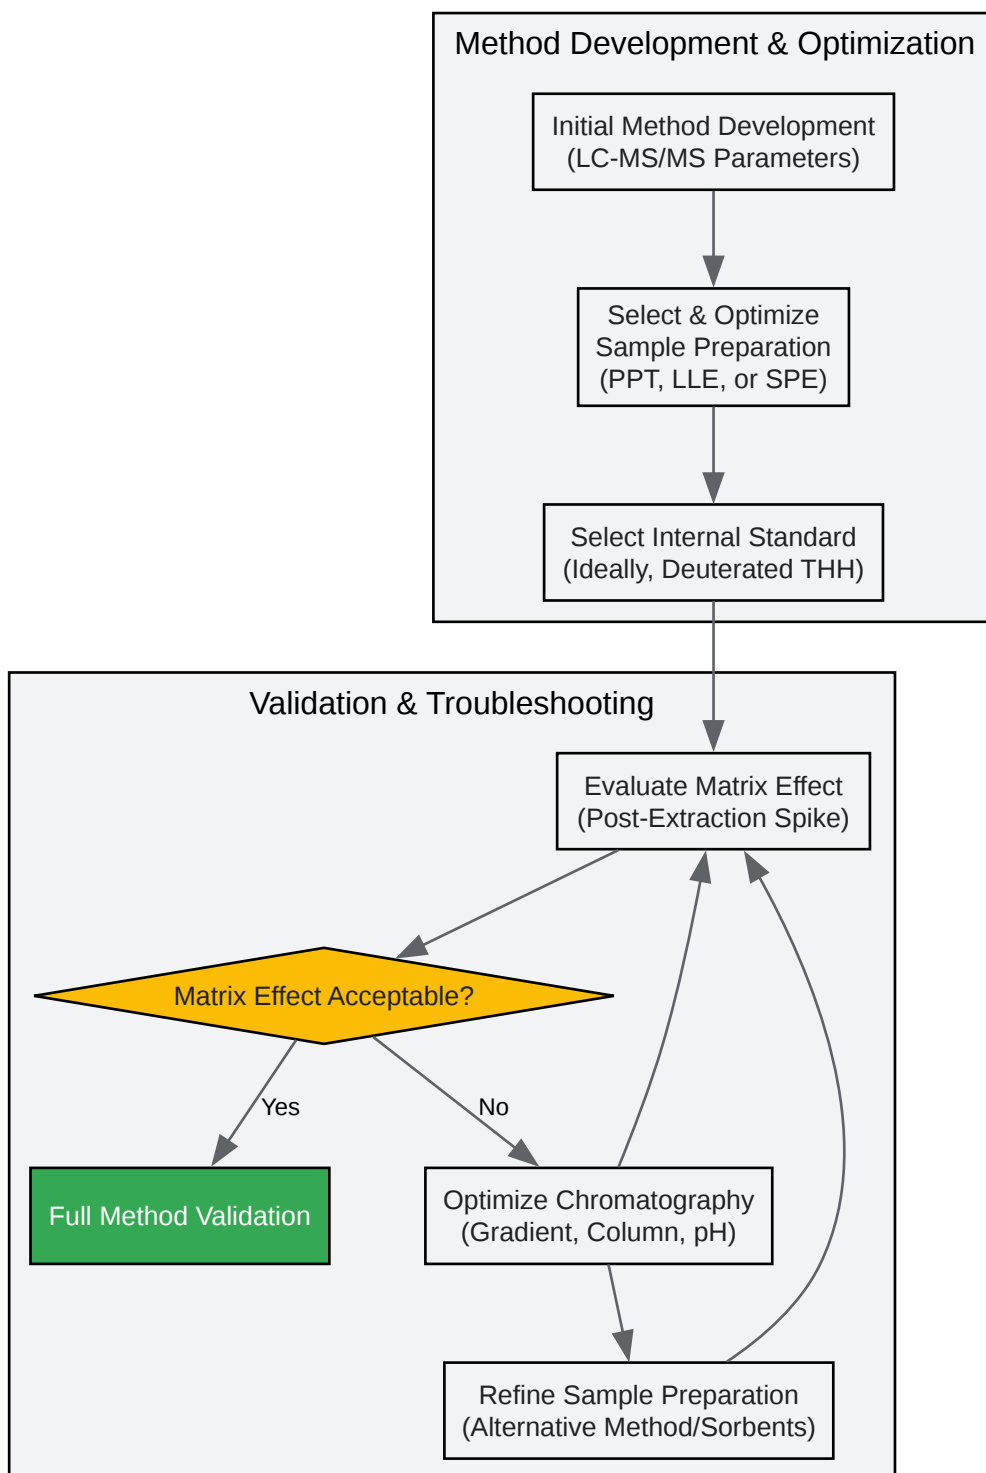 Method Development & Optimization
Initial Method Development
(LC-MS/MS Parameters)
Select & Optimize
Sample Preparation
(PPT, LLE, or SPE)
Select Internal Standard
(Ideally, Deuterated THH)
Validation & Troubleshooting
Evaluate Matrix Effect
(Post-Extraction Spike)
Matrix Effect Acceptable?
Yes
No
Full Method Validation
Optimize Chromatography
(Gradient, Column, pH)
Refine Sample Preparation
(Alternative Method/Sorbents)